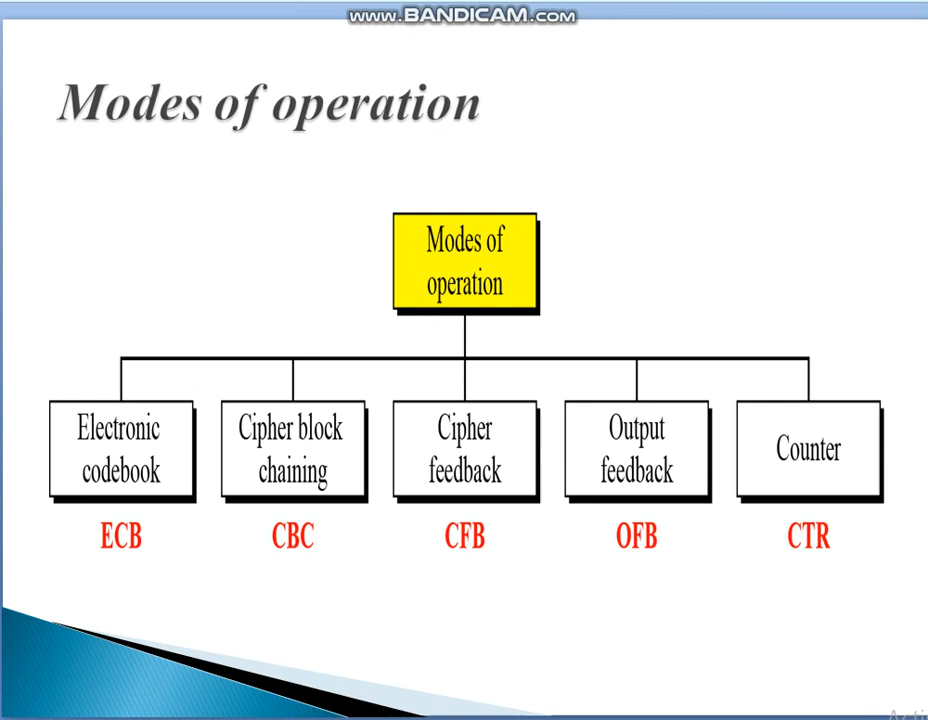 www.BANDICAM.com
Modes of operation
Modes of
operation
Electronic
codebook
Cipher block
chaining
Cipher
feedback
Output
feedback
Counter
ECB
CBC
CFB
OFB
CTR